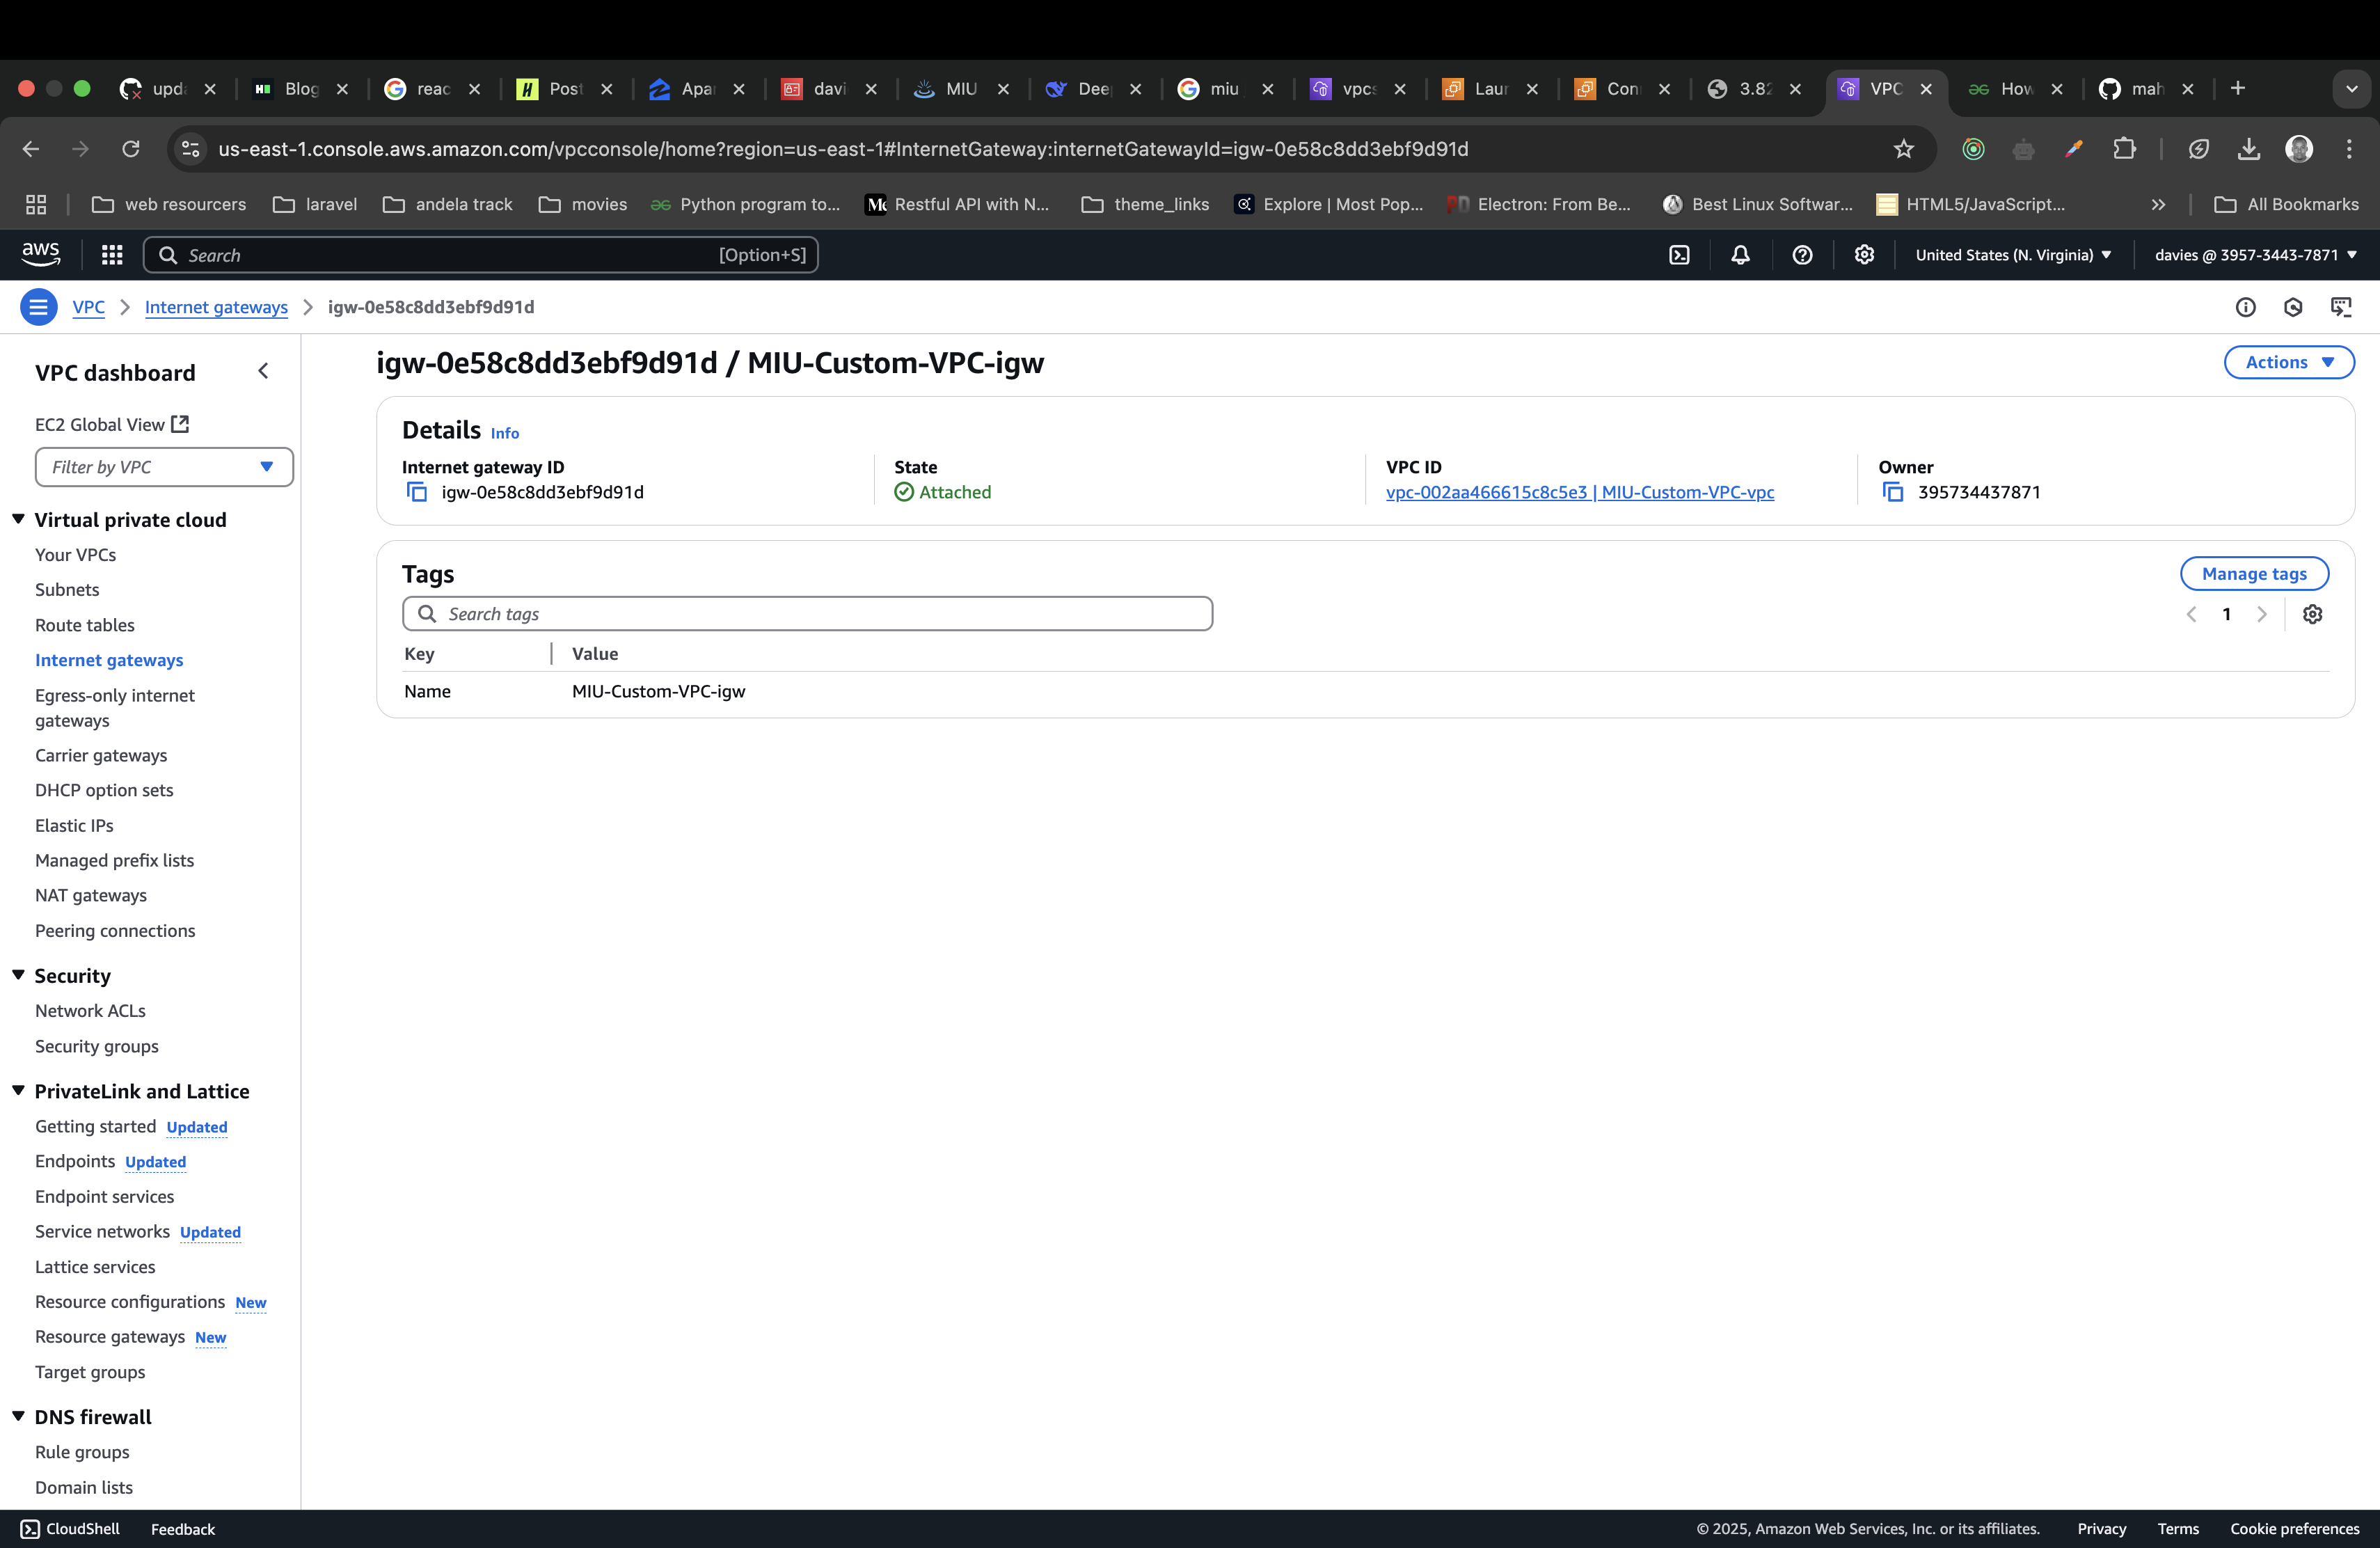 upd
Blog
reac
Post
Apar
davi
MIU
Deep
miu
vpcs
Laun
Con
3.82
VPC
How
mah
us-east-1.console.aws.amazon.com/vpcconsole/home?region=us-east-1#InternetGateway:internetGatewayId=igw-0e58c8dd3ebf9d91d
web resourcers
laravel
andela track
movies
Python program to...
Restful API with N...
theme_links
Explore | Most Pop...
Electron: From Be...
Best Linux Softwar...
HTML5/JavaScript...
All Bookmarks
aws
Search [Option+S]
United States (N. Virginia)
davies @ 3957-3443-7871
VPC
Internet gateways
igw-0e58c8dd3ebf9d91d
VPC dashboard
EC2 Global View
Filter by VPC
Virtual private cloud
Your VPCs
Subnets
Route tables
Internet gateways
Egress-only internet
gateways
Carrier gateways
DHCP option sets
Elastic IPs
Managed prefix lists
NAT gateways
Peering connections
Security
Network ACLs
Security groups
PrivateLink and Lattice
Getting started Updated
Endpoints Updated
Endpoint services
Service networks Updated
Lattice services
Resource configurations New
Resource gateways New
Target groups
DNS firewall
Rule groups
Domain lists
igw-0e58c8dd3ebf9d91d / MIU-Custom-VPC-igw
Actions
Details Info
Internet gateway ID
igw-0e58c8dd3ebf9d91d
State
Attached
VPC ID
vpc-002aa466615c8c5e3 | MIU-Custom-VPC-vpc
Owner
395734437871
Tags
Manage tags
Search tags
1
Key Value
Name MIU-Custom-VPC-igw
CloudShell
Feedback
© 2025, Amazon Web Services, Inc. or its affiliates.
Privacy
Terms
Cookie preferences